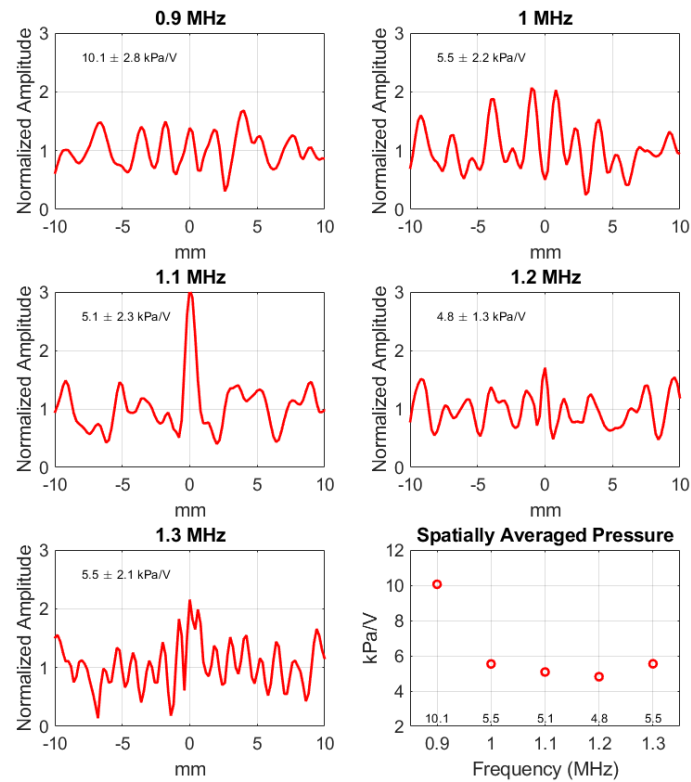 0.9 MHz
Normalized Amplitude
3
2
1
0
10.1 ± 2.8 kPa/V
-10 -5 0 5 10
mm
1 MHz
Normalized Amplitude
3
2
1
0
5.5 ± 2.2 kPa/V
-10 -5 0 5 10
mm
1.1 MHz
Normalized Amplitude
3
2
1
0
5.1 ± 2.3 kPa/V
-10 -5 0 5 10
mm
1.2 MHz
Normalized Amplitude
3
2
1
0
4.8 ± 1.3 kPa/V
-10 -5 0 5 10
mm
1.3 MHz
Normalized Amplitude
3
2
1
0
5.5 ± 2.1 kPa/V
-10 -5 0 5 10
mm
Spatially Averaged Pressure
kPa/V
12
10
8
6
4
2
10.1 5.5 5.1 4.8 5.5
0.9 1 1.1 1.2 1.3
Frequency (MHz)